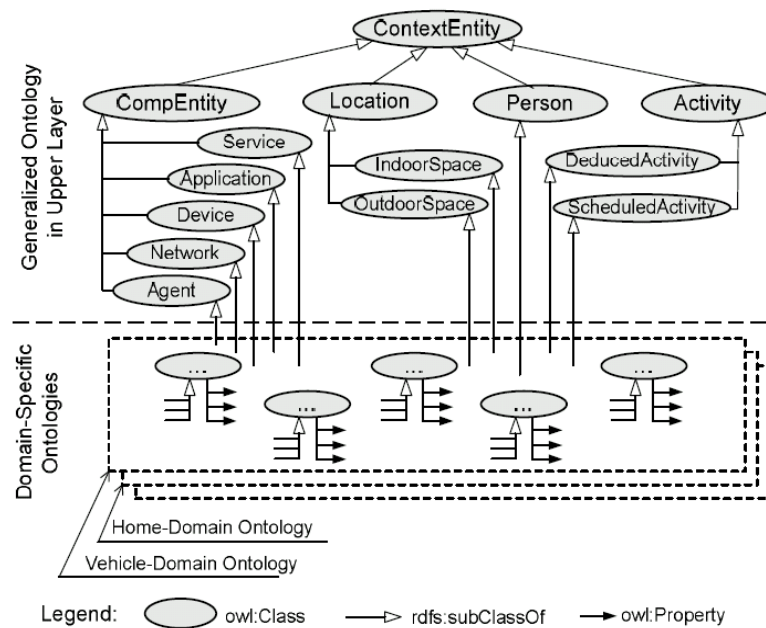 ContextEntity
CompEntity
Location
Person
Activity
Service
Application
Device
Network
Agent
IndoorSpace
OutdoorSpace
DeducedActivity
ScheduledActivity
Generalized Ontology
in Upper Layer
Domain-Specific
Ontologies
...
...
...
...
...
Home-Domain Ontology
Vehicle-Domain Ontology
Legend: owl:Class rdfs:subClassOf owl:Property